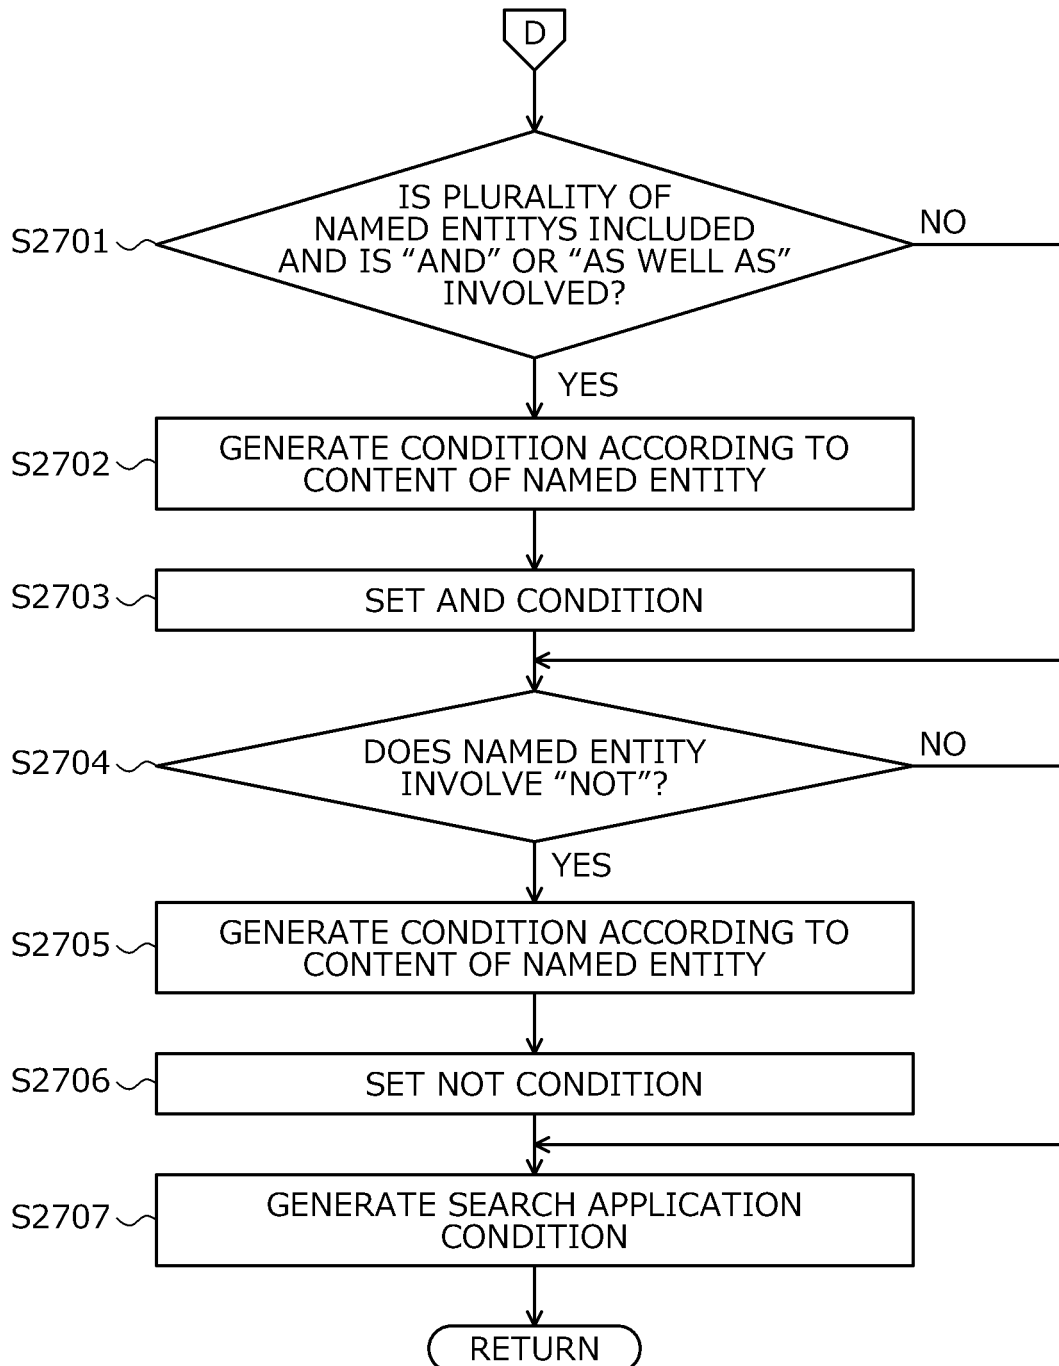 D
IS PLURALITY OF
NAMED ENTITYS INCLUDED
AND IS “AND” OR “AS WELL AS”
INVOLVED?
S2701
NO
YES
S2702
GENERATE CONDITION ACCORDING TO
CONTENT OF NAMED ENTITY
S2703
SET AND CONDITION
S2704
DOES NAMED ENTITY
INVOLVE “NOT”?
NO
YES
S2705
GENERATE CONDITION ACCORDING TO
CONTENT OF NAMED ENTITY
S2706
SET NOT CONDITION
S2707
GENERATE SEARCH APPLICATION
CONDITION
RETURN